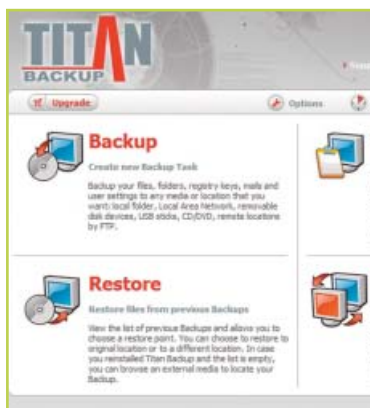 TITAN
BACKUP
Upgrade
Options
Backup
Create new Backup Task
Backup your files, folders, registry keys, mails and
user settings to any media or location that you
want: local folder, Local Area Network, removable
disk devices, USB sticks, CD/DVD, remote locations
by FTP.
Restore
Restore files from previous Backups
View the list of previous Backups and allows you to
choose a restore point. You can choose to restore to
original location or to a different location. In case
you reinstalled Titan Backup and the list is empty,
you can browse an external media to locate your
Backup.